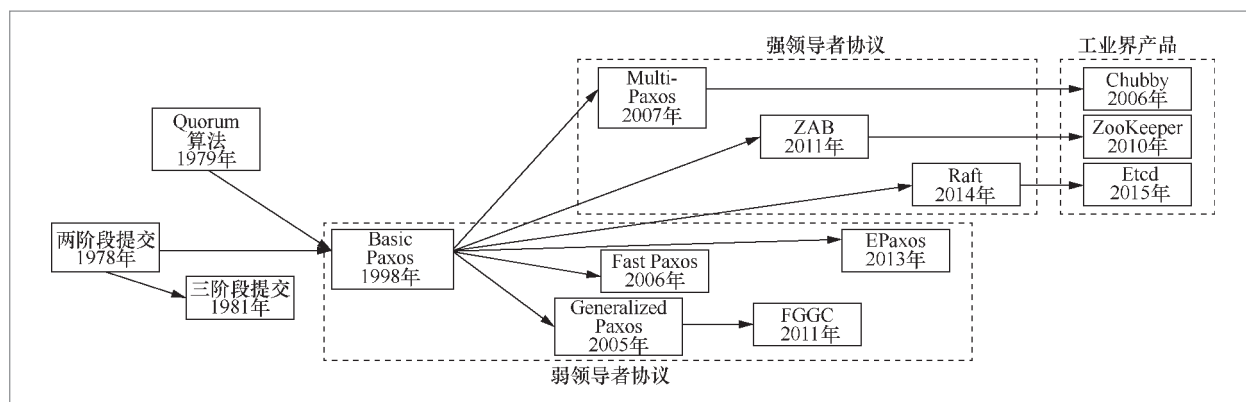 强领导者协议
工业界产品
Multi-
Paxos
2007年
Chubby
2006年
Quorum
算法
1979年
ZAB
2011年
ZooKeeper
2010年
Raft
2014年
Etcd
2015年
两阶段提交
1978年
Basic
Paxos
1998年
EPaxos
2013年
Fast Paxos
2006年
三阶段提交
1981年
Generalized
Paxos
2005年
FGGC
2011年
弱领导者协议